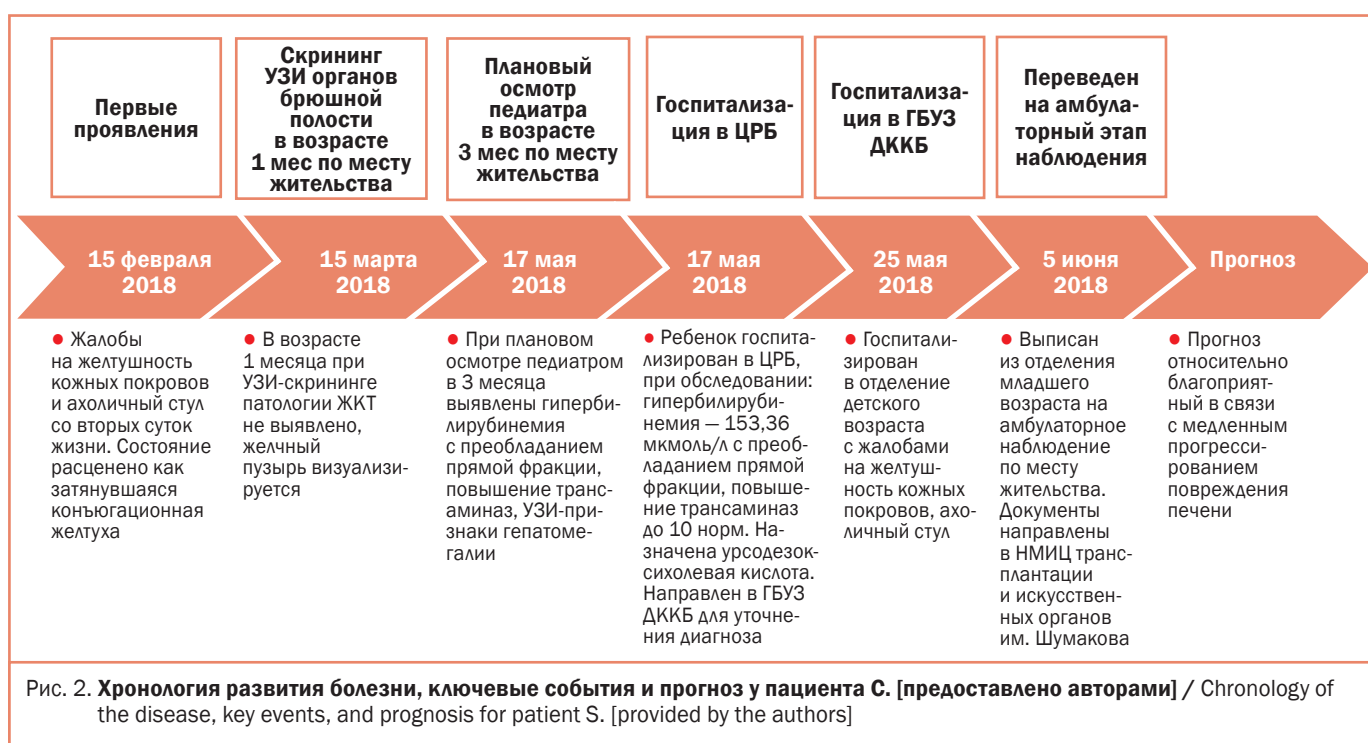 Первые
проявления
Скрининг
УЗИ органов
брюшной
полости
в возрасте
1 мес по месту
жительства
Плановый
осмотр
педиатра
в возрасте
3 мес по месту
жительства
Госпитализа-
ция в ЦРБ
Госпитализа-
ция в ГБУЗ
ДККБ
Переведен
на амбула-
торный этап
наблюдения
15 февраля
2018
15 марта
2018
17 мая
2018
17 мая
2018
25 мая
2018
5 июня
2018
Прогноз
● Жалобы
на желтушность
кожных покровов
и ахоличный стул
со вторых суток
жизни. Состояние
расценено как
затянувшаяся
конъюгационная
желтуха
● В возрасте
1 месяца при
УЗИ-скрининге
патологии ЖКТ
не выявлено,
желчный
пузырь визуализи-
руется
● При плановом
осмотре педиатром
в 3 месяца
выявлены гиперби-
лирубинемия
с преобладанием
прямой фракции,
повышение транс-
аминаз, УЗИ-при-
знаки гепатоме-
галии
● Ребенок госпита-
лизирован в ЦРБ,
при обследовании:
гипербилируби-
немия — 153,36
мкмоль/л с преоб-
ладанием прямой
фракции, повыше-
ние трансаминаз
до 10 норм. На-
значена урсодезок-
сихолевая кислота.
Направлен в ГБУЗ
ДККБ для уточне-
ния диагноза
● Госпитали-
зирован
в отделение
детского
возраста
с жалобами
на желтуш-
ность кожных
покровов, ахо-
личный стул
● Выписан
из отделения
младшего
возраста на
амбулаторное
наблюдение
по месту
жительства.
Документы
направлены
в НМИЦ транс-
плантации
и искусствен-
ных органов
им. Шумакова
● Прогноз
относительно
благоприят-
ный в связи
с медленным
прогресси-
рованием
повреждения
печени
Рис. 2. Хронология развития болезни, ключевые события и прогноз у пациента С. [предоставлено авторами] / Chronology of
the disease, key events, and prognosis for patient S. [provided by the authors]